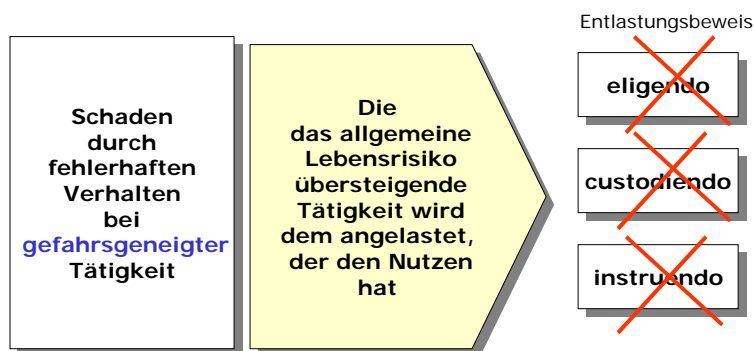 Schaden
durch
fehlerhaften
Verhalten
bei
gefahrsgeneigter
Tätigkeit
Die
das allgemeine
Lebensrisiko
übersteigende
Tätigkeit wird
dem angelastet,
der den Nutzen
hat
Entlastungsbeweis
eligendo
custodiendo
instruendo